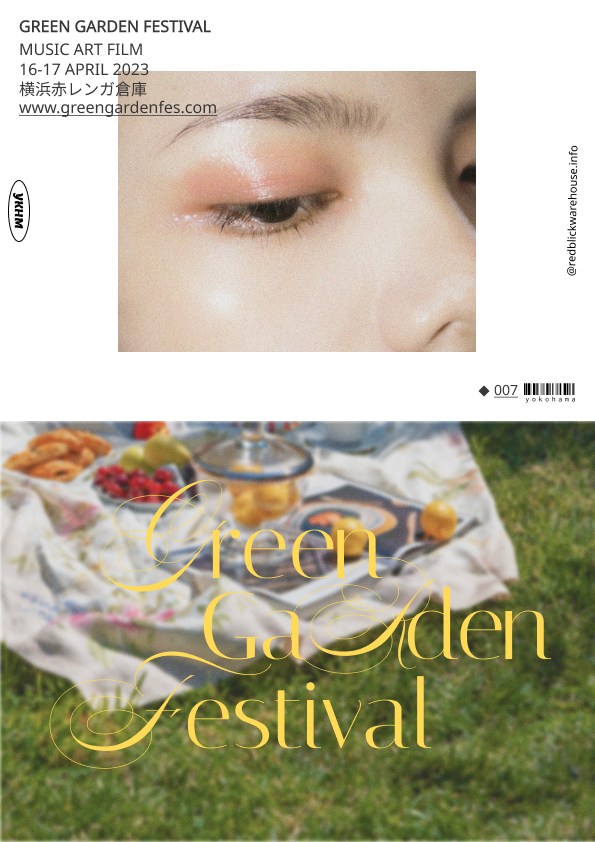 GREEN GARDEN FESTIVAL
MUSIC ART FILM
16-17 APRIL 2023
横浜赤レンガ倉庫
www.greengardenfes.com
YKHM
@redblickwarehouse.info
◆ 007
yokohama
Green
GaRden
Festival